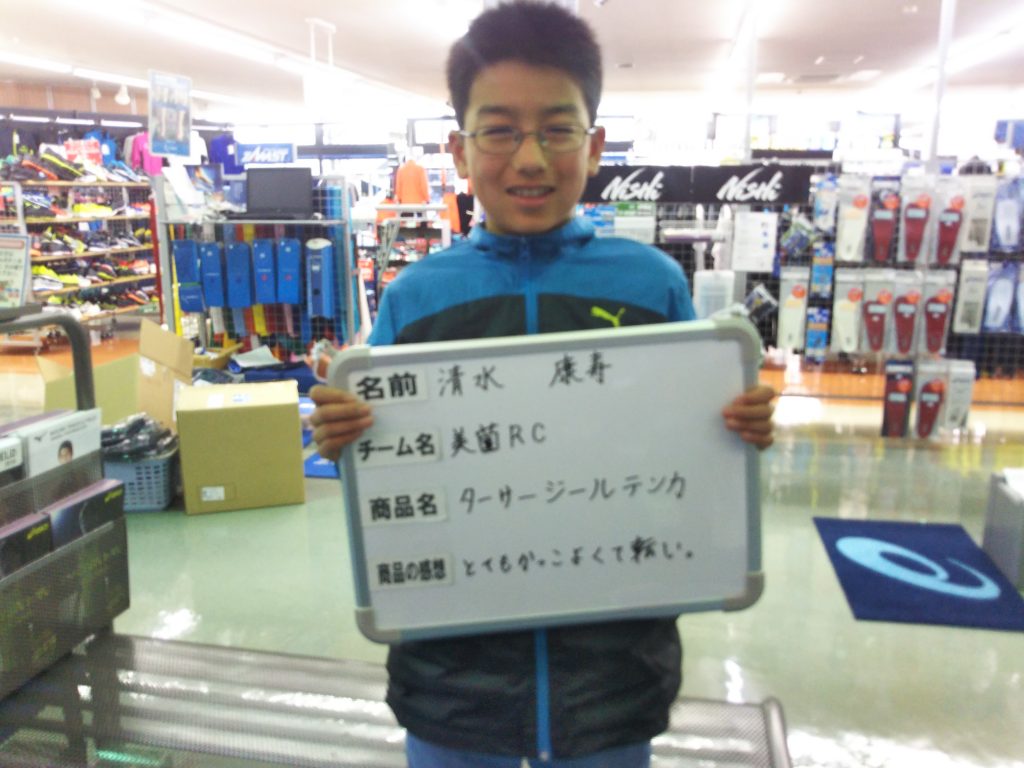 NiSHi NiSHi
名前 清水 康寿
チーム名 美薗RC
商品名 ターサージールテンカ
商品の感想 とてもかっこよくて軽い。